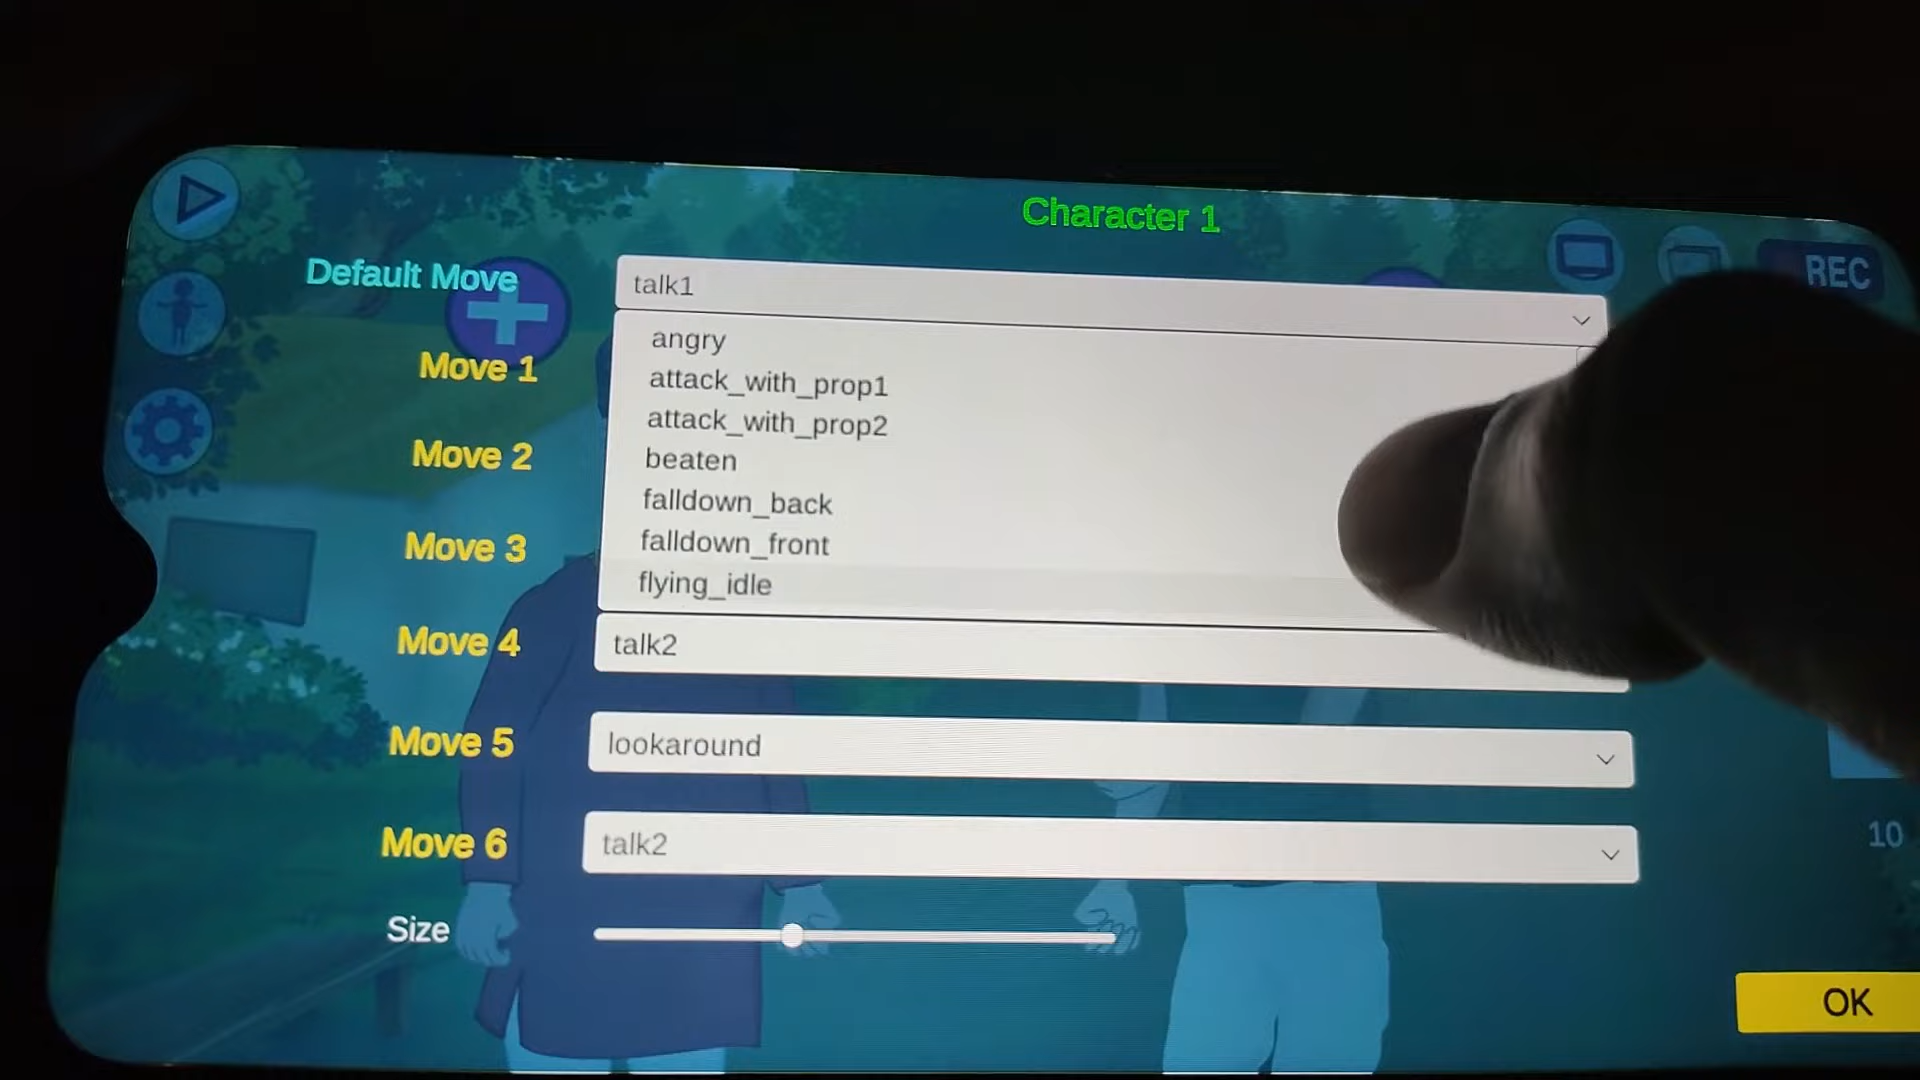 Character 1
REC
Default Move
talk1
angry
Move 1
attack_with_prop1
attack_with_prop2
Move 2
beaten
falldown_back
falldown_front
Move 3
flying_idle
Move 4
talk2
Move 5
lookaround
Move 6
talk2
10
Size
OK